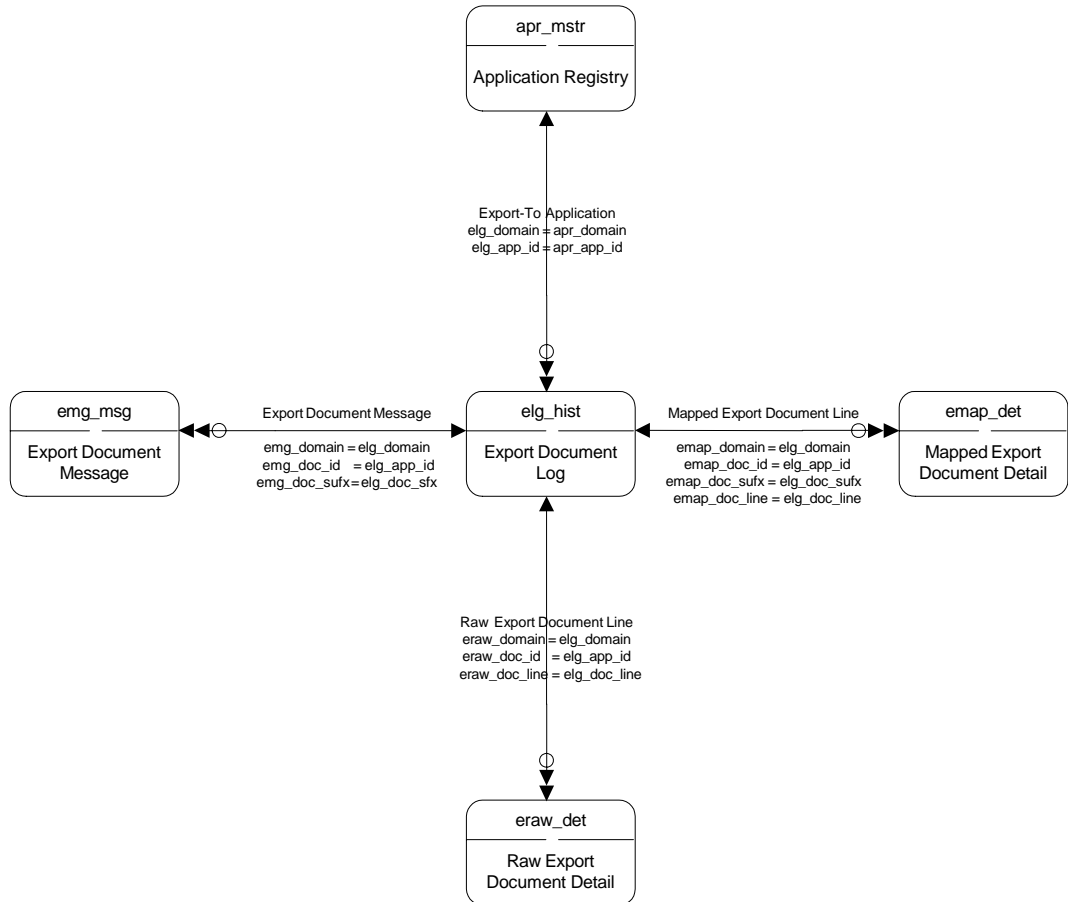 apr_mstr
Application Registry
Export-To Application
elg_domain = apr_domain
elg_app_id = apr_app_id
emg_msg
Export Document
Message
Export Document Message
emg_domain = elg_domain
emg_doc_id = elg_app_id
emg_doc_sufx = elg_doc_sfx
elg_hist
Export Document
Log
Mapped Export Document Line
emap_domain = elg_domain
emap_doc_id = elg_app_id
emap_doc_sufx = elg_doc_sufx
emap_doc_line = elg_doc_line
emap_det
Mapped Export
Document Detail
Raw Export Document Line
eraw_domain = elg_domain
eraw_doc_id = elg_app_id
eraw_doc_line = elg_doc_line
eraw_det
Raw Export
Document Detail